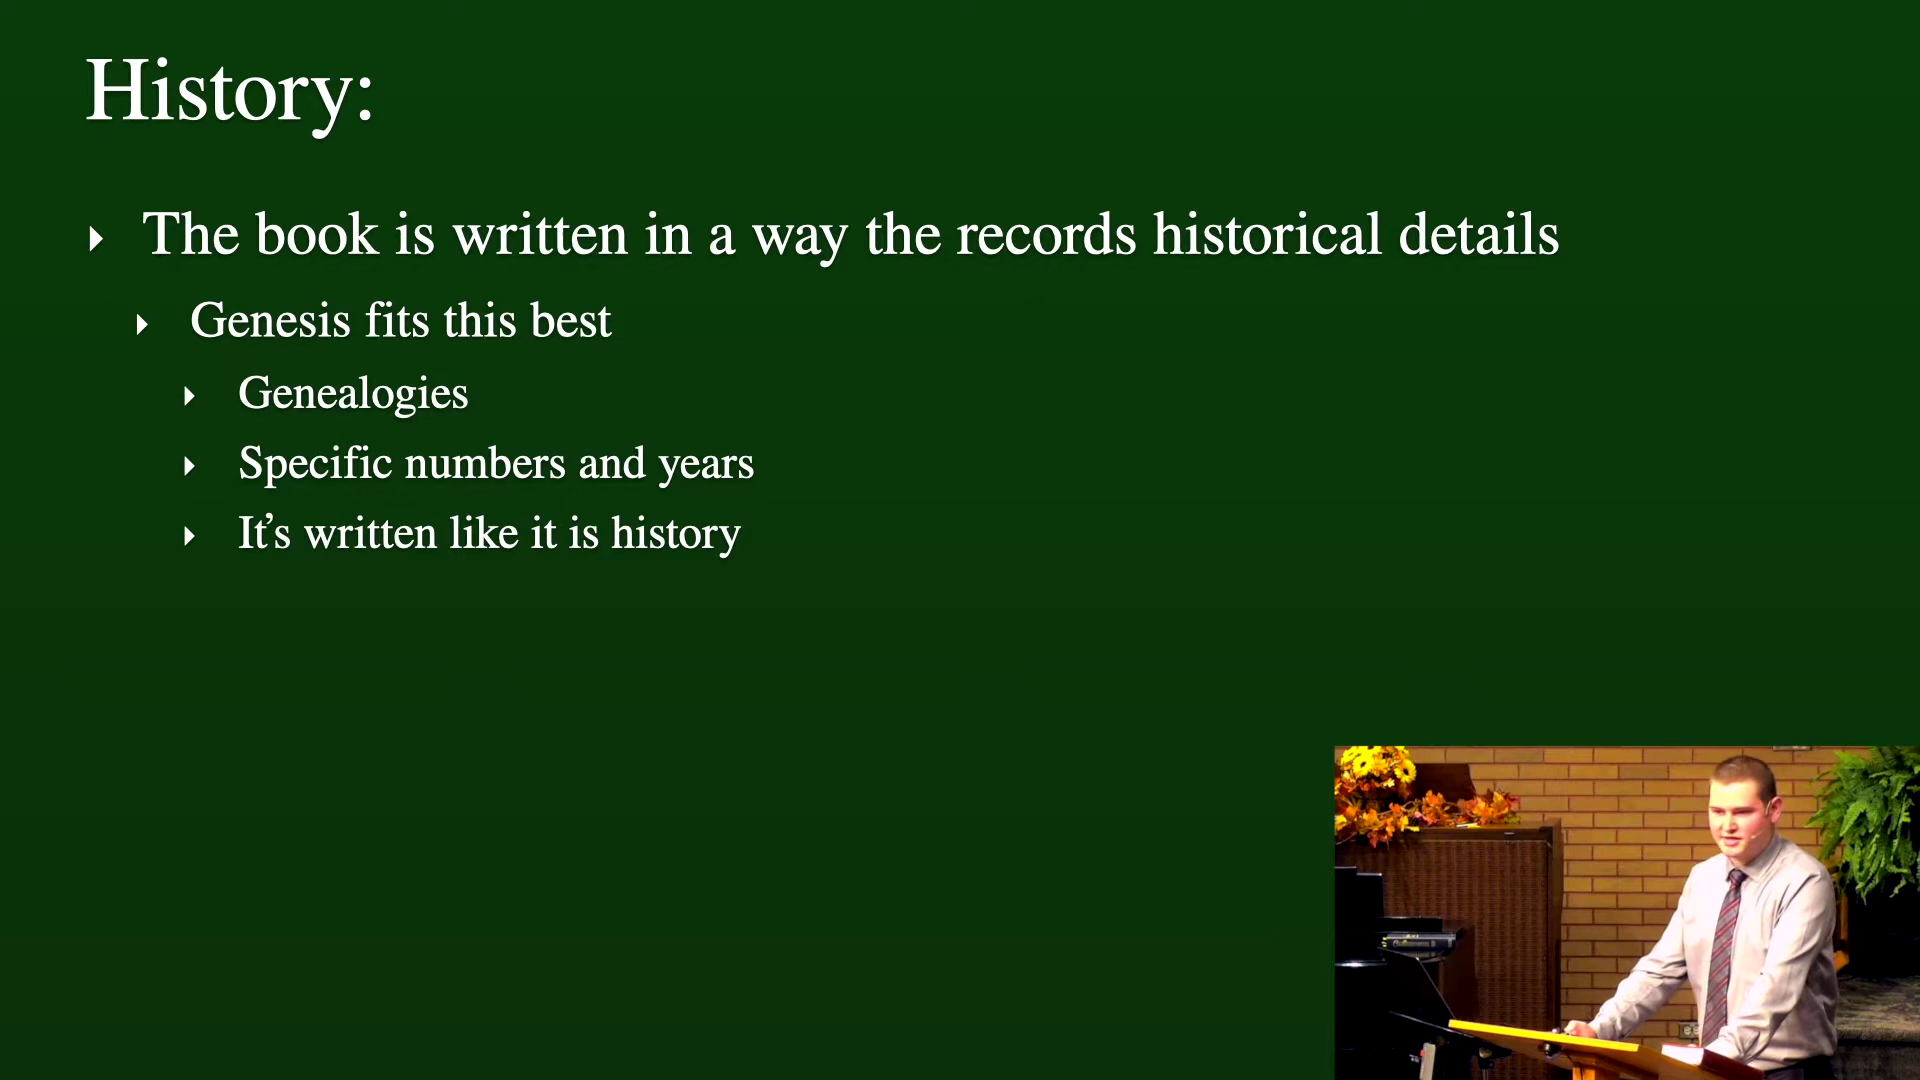 History:
The book is written in a way the records historical details
Genesis fits this best
Genealogies
Specific numbers and years
It's written like it is history